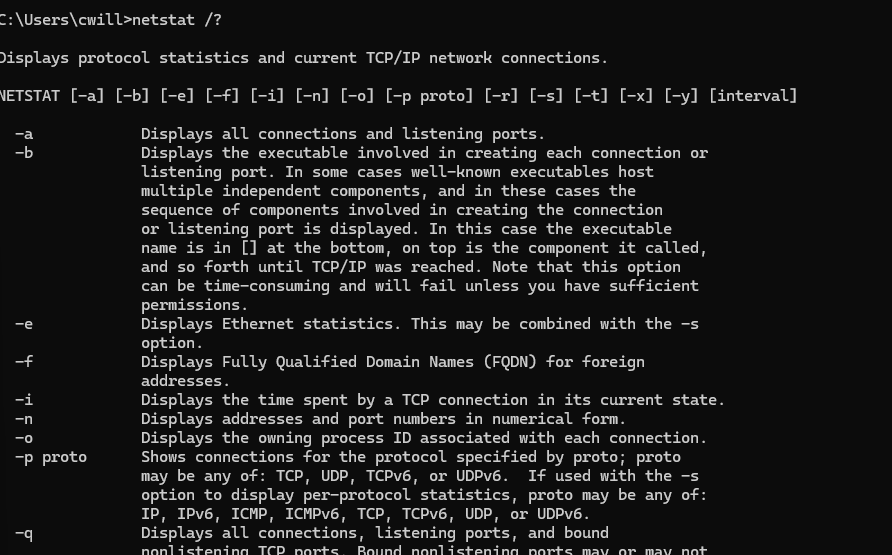 C:\Users\cwill>netstat /?
Displays protocol statistics and current TCP/IP network connections.
NETSTAT [-a] [-b] [-e] [-f] [-i] [-n] [-o] [-p proto] [-r] [-s] [-t] [-x] [-y] [interval]
-a Displays all connections and listening ports.
-b Displays the executable involved in creating each connection or
listening port. In some cases well-known executables host
multiple independent components, and in these cases the
sequence of components involved in creating the connection
or listening port is displayed. In this case the executable
name is in [] at the bottom, on top is the component it called,
and so forth until TCP/IP was reached. Note that this option
can be time-consuming and will fail unless you have sufficient
permissions.
-e Displays Ethernet statistics. This may be combined with the -s
option.
-f Displays Fully Qualified Domain Names (FQDN) for foreign
addresses.
-i Displays the time spent by a TCP connection in its current state.
-n Displays addresses and port numbers in numerical form.
-o Displays the owning process ID associated with each connection.
-p proto Shows connections for the protocol specified by proto; proto
may be any of: TCP, UDP, TCPv6, or UDPv6.  If used with the -s
option to display per-protocol statistics, proto may be any of:
IP, IPv6, ICMP, ICMPv6, TCP, TCPv6, UDP, or UDPv6.
-q Displays all connections, listening ports, and bound
nonlistening TCP ports. Bound nonlistening ports may or may not